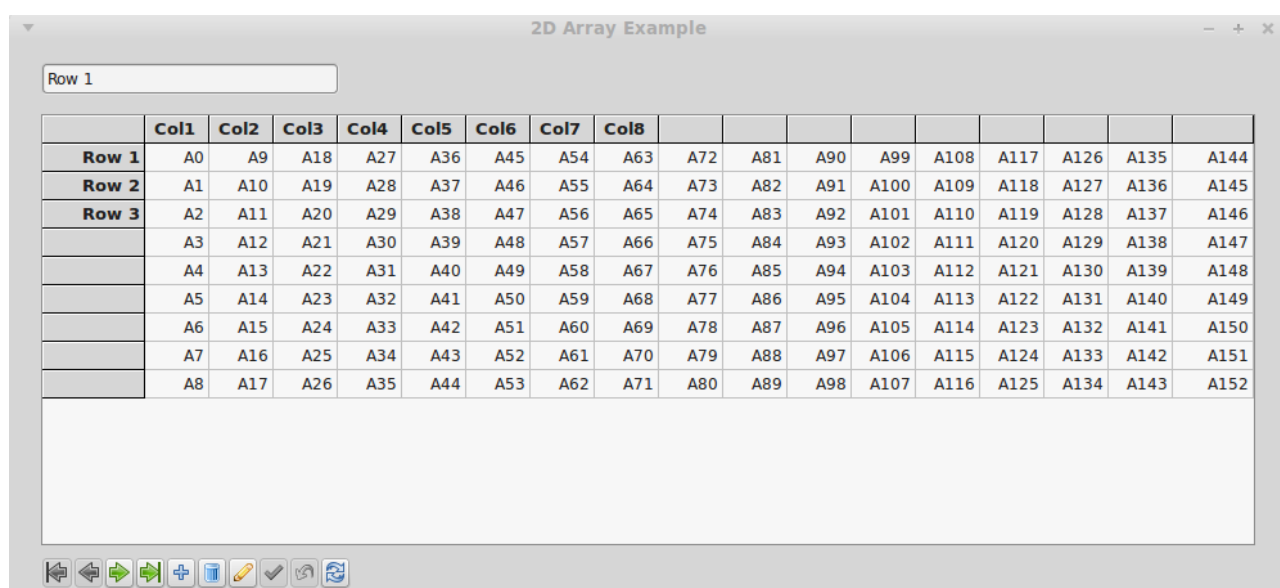 2D Array Example
Row 1
Col1 Col2 Col3 Col4 Col5 Col6 Col7 Col8
Row 1 A0 A9 A18 A27 A36 A45 A54 A63 A72 A81 A90 A99 A108 A117 A126 A135 A144
Row 2 A1 A10 A19 A28 A37 A46 A55 A64 A73 A82 A91 A100 A109 A118 A127 A136 A145
Row 3 A2 A11 A20 A29 A38 A47 A56 A65 A74 A83 A92 A101 A110 A119 A128 A137 A146
A3 A12 A21 A30 A39 A48 A57 A66 A75 A84 A93 A102 A111 A120 A129 A138 A147
A4 A13 A22 A31 A40 A49 A58 A67 A76 A85 A94 A103 A112 A121 A130 A139 A148
A5 A14 A23 A32 A41 A50 A59 A68 A77 A86 A95 A104 A113 A122 A131 A140 A149
A6 A15 A24 A33 A42 A51 A60 A69 A78 A87 A96 A105 A114 A123 A132 A141 A150
A7 A16 A25 A34 A43 A52 A61 A70 A79 A88 A97 A106 A115 A124 A133 A142 A151
A8 A17 A26 A35 A44 A53 A62 A71 A80 A89 A98 A107 A116 A125 A134 A143 A152